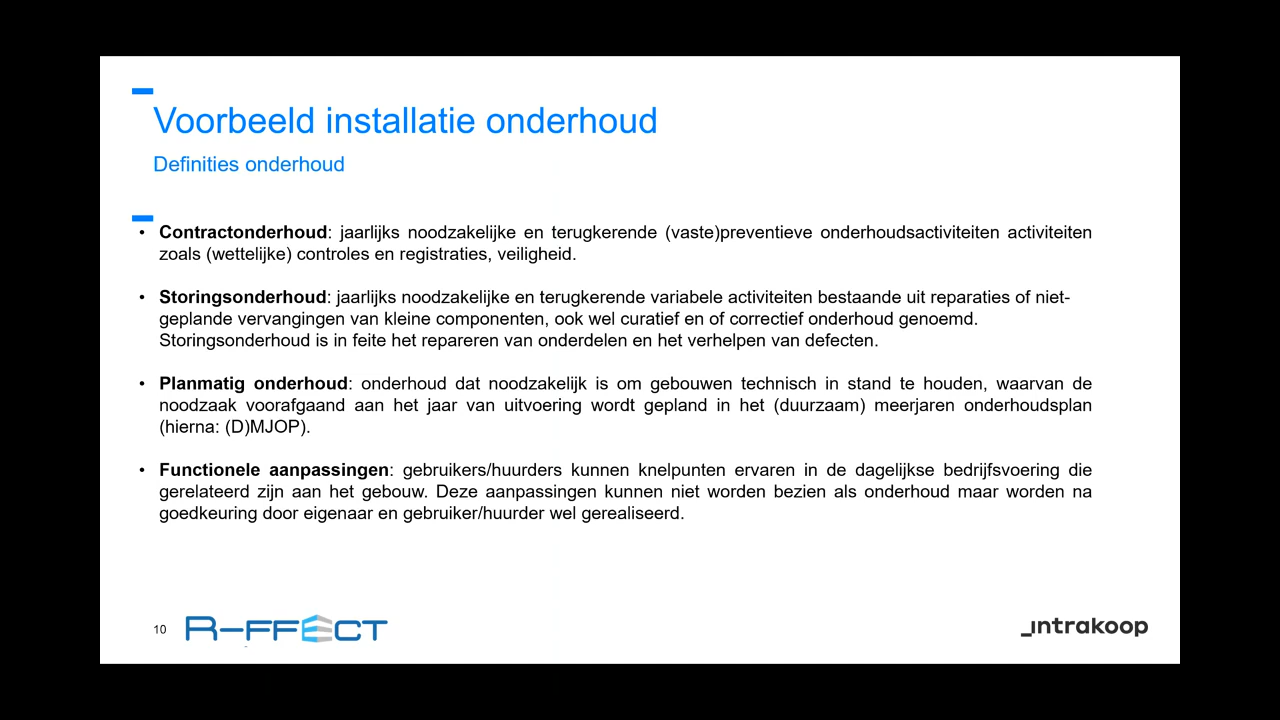 Voorbeeld installatie onderhoud
Definities onderhoud
• Contractonderhoud: jaarlijks noodzakelijke en terugkerende (vaste)preventieve onderhoudsactiviteiten activiteiten
zoals (wettelijke) controles en registraties, veiligheid.
• Storingsonderhoud: jaarlijks noodzakelijke en terugkerende variabele activiteiten bestaande uit reparaties of niet-
geplande vervangingen van kleine componenten, ook wel curatief en of correctief onderhoud genoemd.
Storingsonderhoud is in feite het repareren van onderdelen en het verhelpen van defecten.
• Planmatig onderhoud: onderhoud dat noodzakelijk is om gebouwen technisch in stand te houden, waarvan de
noodzaak voorafgaand aan het jaar van uitvoering wordt gepland in het (duurzaam) meerjaren onderhoudsplan
(hierna: (D)MJOP).
• Functionele aanpassingen: gebruikers/huurders kunnen knelpunten ervaren in de dagelijkse bedrijfsvoering die
gerelateerd zijn aan het gebouw. Deze aanpassingen kunnen niet worden bezien als onderhoud maar worden na
goedkeuring door eigenaar en gebruiker/huurder wel gerealiseerd.
10 R-FFECT
_intrakoop